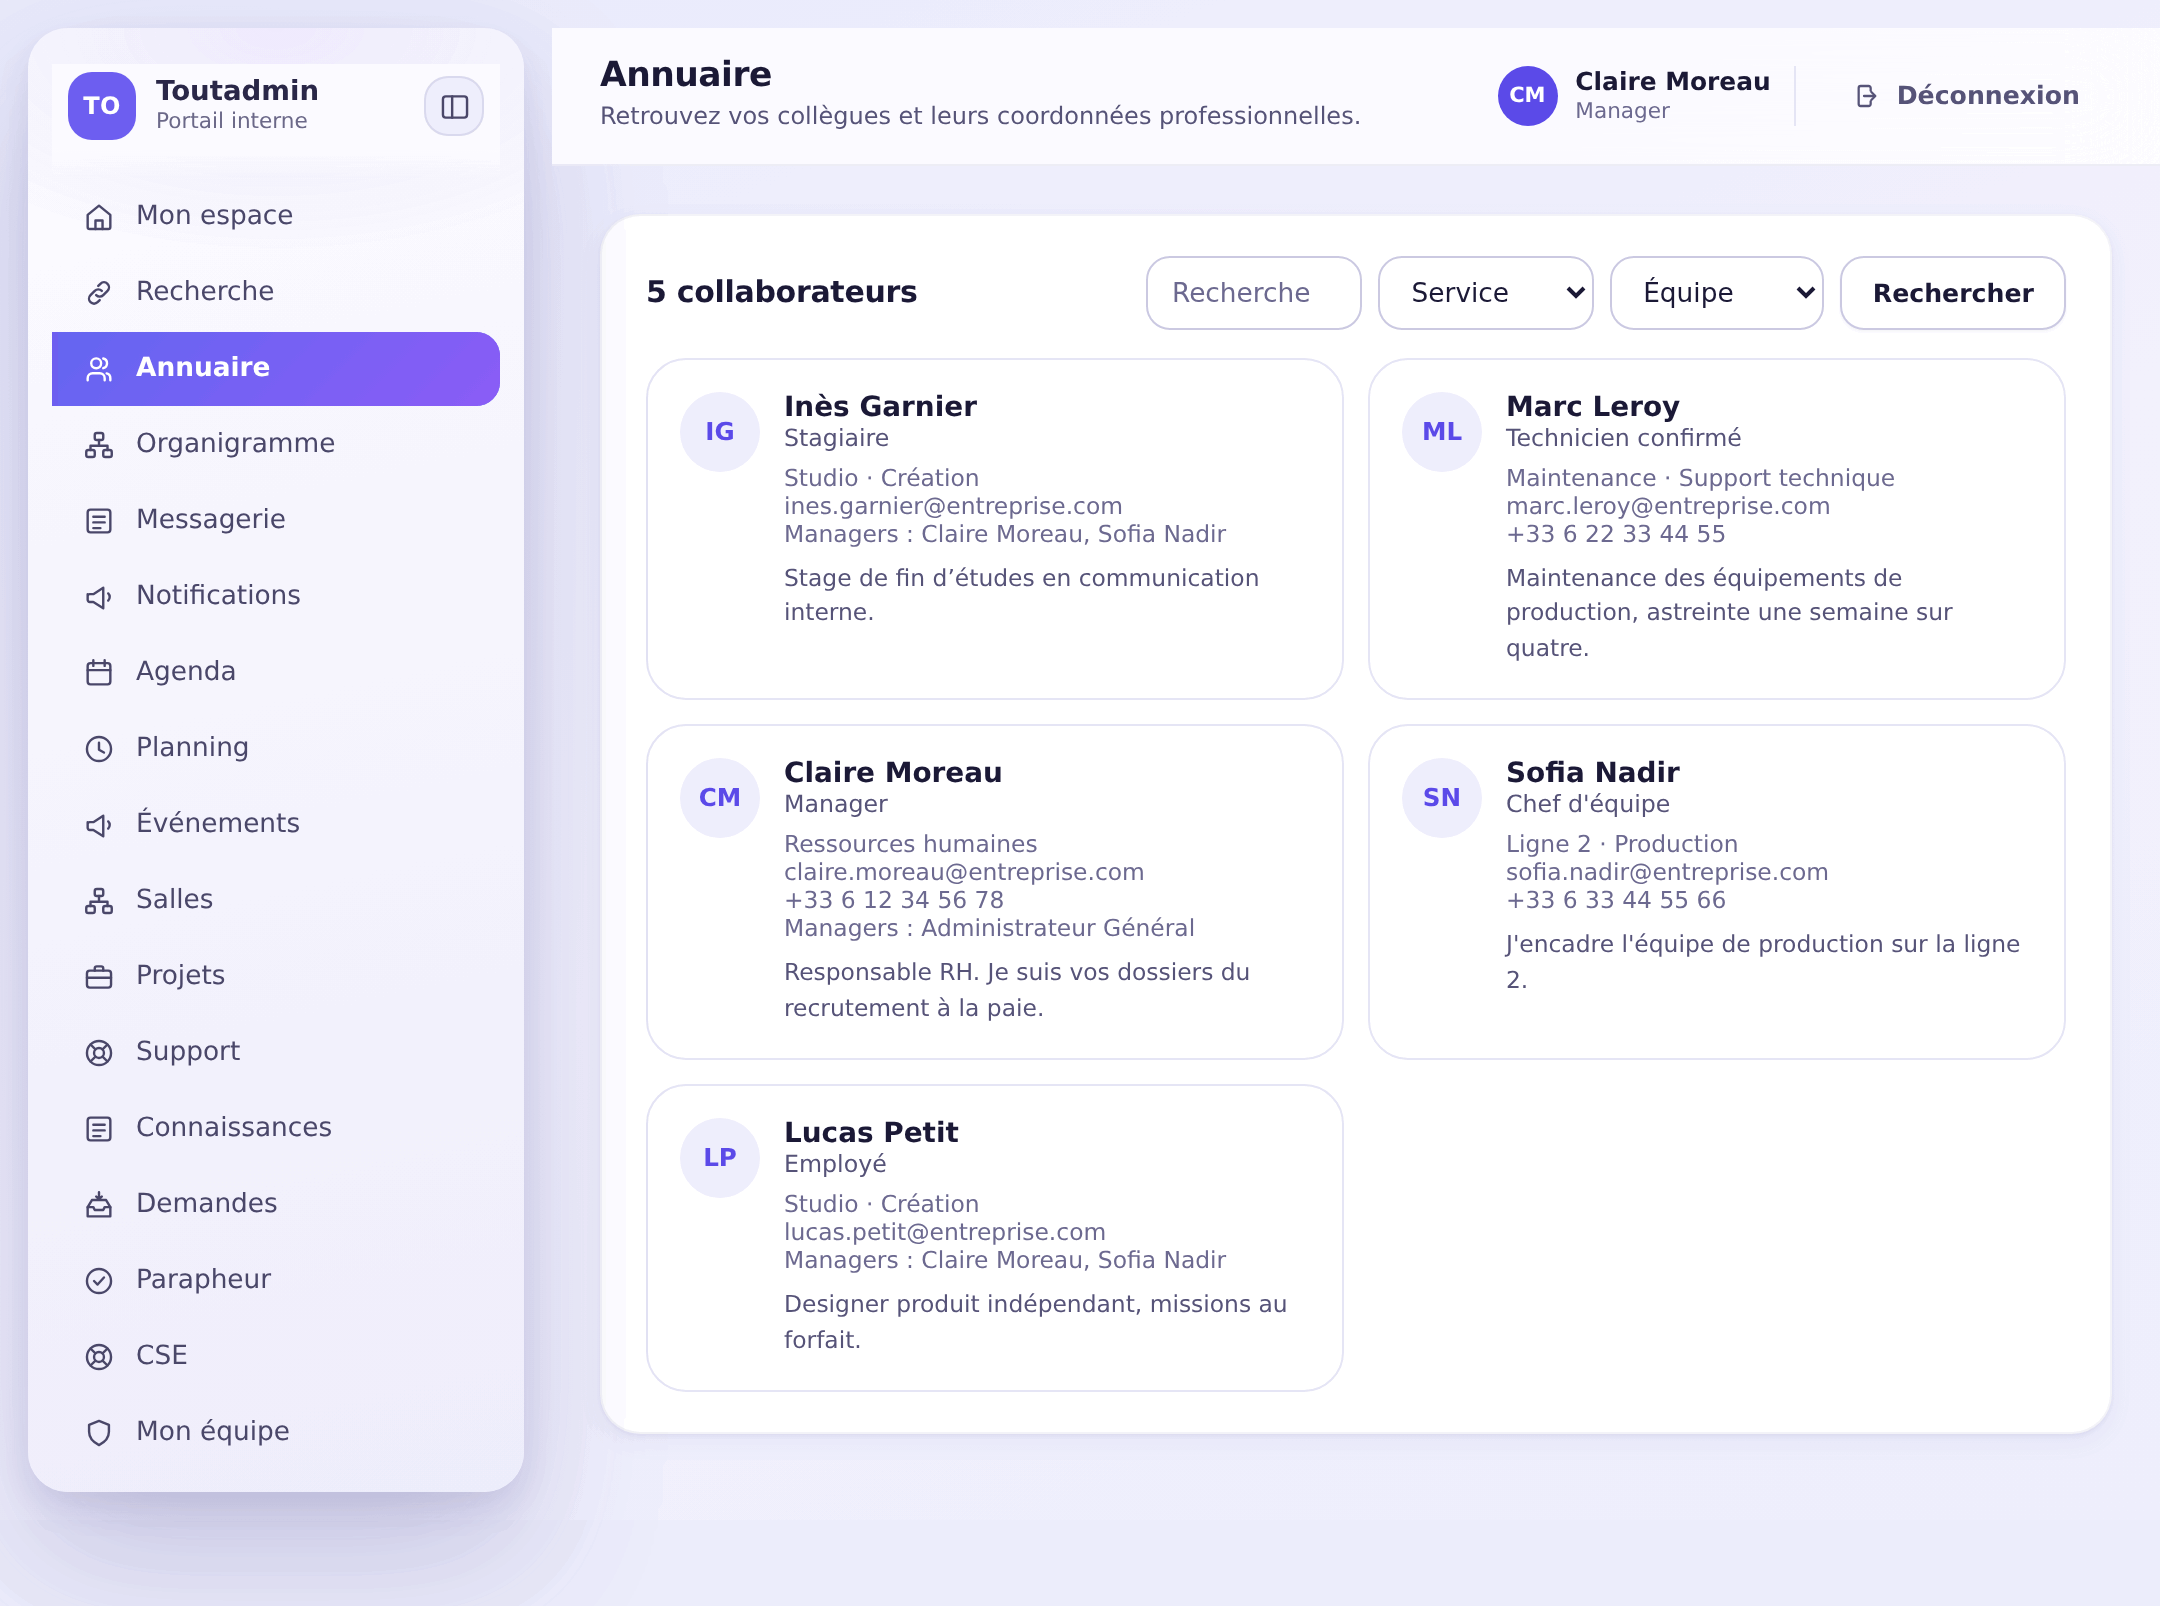 TO
Toutadmin
Portail interne
Mon espace
Recherche
Annuaire
Organigramme
Messagerie
Notifications
Agenda
Planning
Événements
Salles
Projets
Support
Connaissances
Demandes
Parapheur
CSE
Mon équipe
Annuaire
Retrouvez vos collègues et leurs coordonnées professionnelles.
CM
Claire Moreau
Manager
Déconnexion
5 collaborateurs
Recherche
Service
Équipe
Rechercher
IG
Inès Garnier
Stagiaire
Studio · Création
ines.garnier@entreprise.com
Managers : Claire Moreau, Sofia Nadir
Stage de fin d’études en communication
interne.
ML
Marc Leroy
Technicien confirmé
Maintenance · Support technique
marc.leroy@entreprise.com
+33 6 22 33 44 55
Maintenance des équipements de
production, astreinte une semaine sur
quatre.
CM
Claire Moreau
Manager
Ressources humaines
claire.moreau@entreprise.com
+33 6 12 34 56 78
Managers : Administrateur Général
Responsable RH. Je suis vos dossiers du
recrutement à la paie.
SN
Sofia Nadir
Chef d'équipe
Ligne 2 · Production
sofia.nadir@entreprise.com
+33 6 33 44 55 66
J'encadre l'équipe de production sur la ligne
2.
LP
Lucas Petit
Employé
Studio · Création
lucas.petit@entreprise.com
Managers : Claire Moreau, Sofia Nadir
Designer produit indépendant, missions au
forfait.